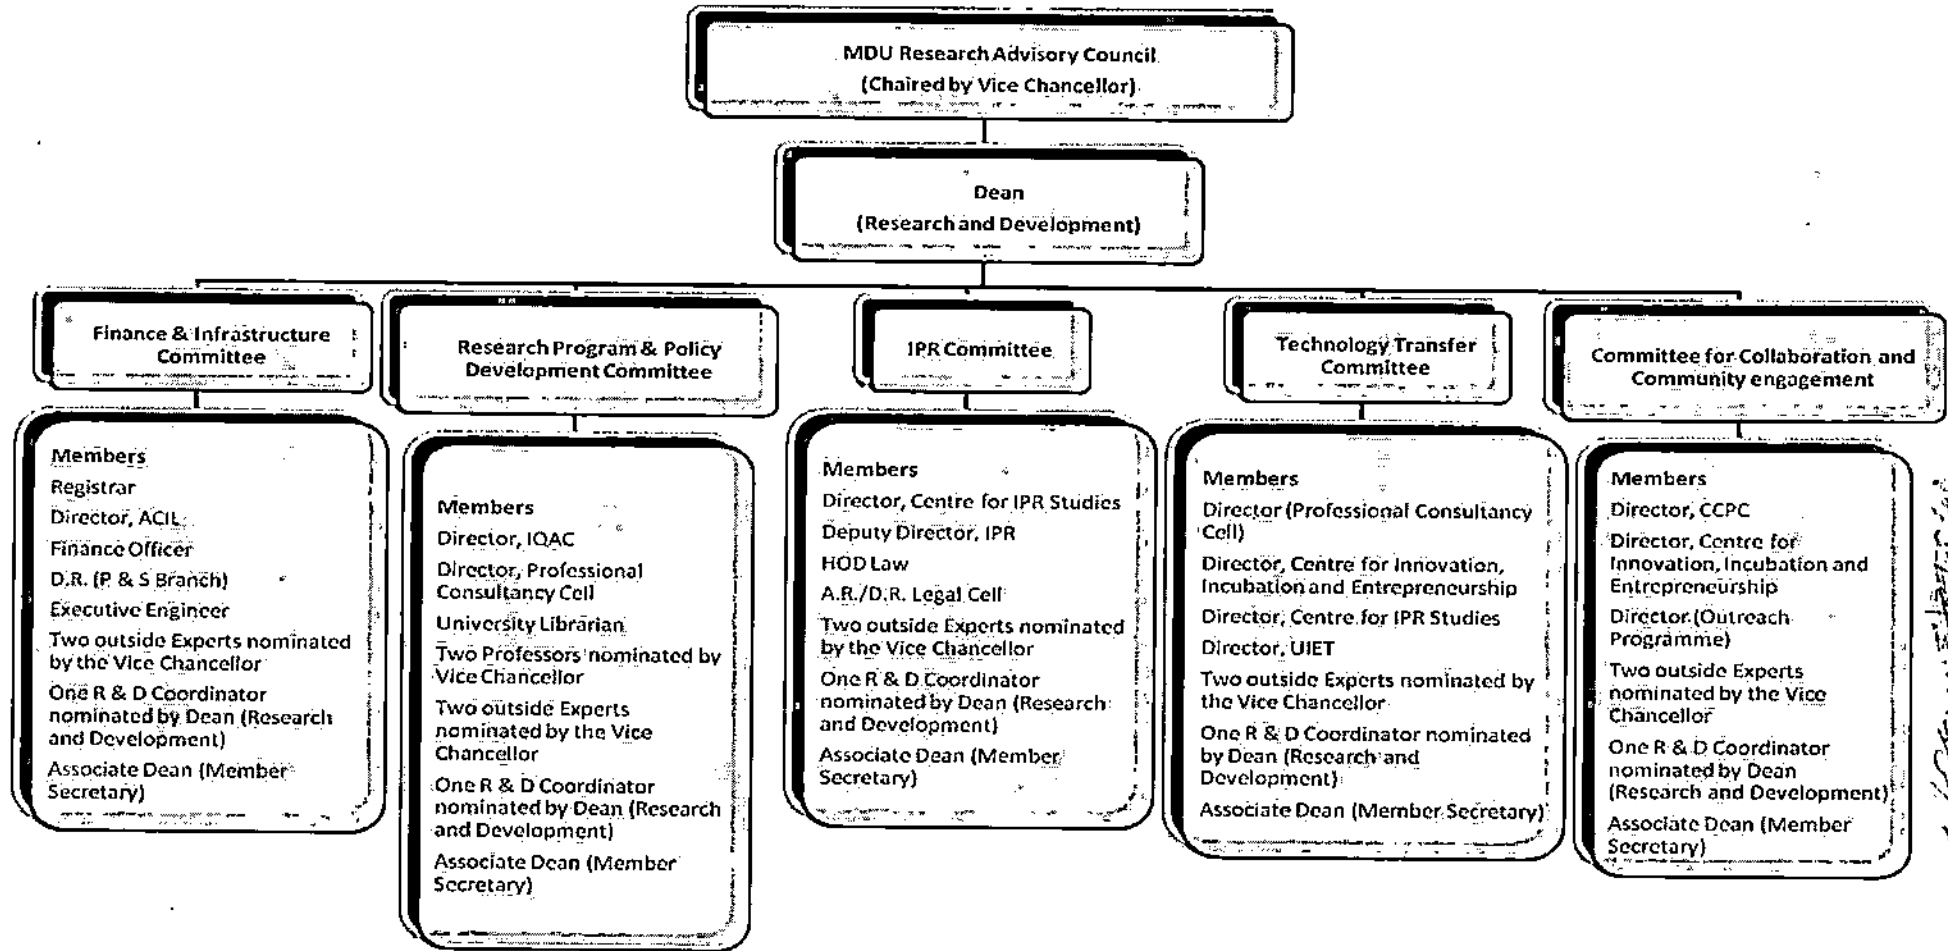 MDU Research Advisory Council
(Chaired by Vice Chancellor)
Dean
(Research and Development)
Finance & Infrastructure
Committee
Members
Registrar
Director, ACIL
Finance Officer
D.R. (P & S Branch)
Executive Engineer
Two outside Experts nominated
by the Vice Chancellor
One R & D Coordinator
nominated by Dean (Research
and Development)
Associate Dean (Member
Secretary)
Research Program & Policy
Development Committee
Members
Director, IQAC
Director, Professional
Consultancy Cell
University Librarian
Two Professors nominated by
Vice Chancellor
Two outside Experts
nominated by the Vice
Chancellor
One R & D Coordinator
nominated by Dean (Research
and Development)
Associate Dean (Member
Secretary)
IPR Committee
Members
Director, Centre for IPR Studies
Deputy Director, IPR
HOD Law
A.R./D.R. Legal Cell
Two outside Experts nominated
by the Vice Chancellor
One R & D Coordinator
nominated by Dean (Research
and Development)
Associate Dean (Member
Secretary)
Technology Transfer
Committee
Members
Director (Professional Consultancy
Cell)
Director, Centre for Innovation,
Incubation and Entrepreneurship
Director, Centre for IPR Studies
Director, UIET
Two outside Experts nominated by
the Vice Chancellor
One R & D Coordinator nominated
by Dean (Research and
Development)
Associate Dean (Member Secretary)
Committee for Collaboration and
Community engagement
Members
Director, CCPC
Director, Centre for
Innovation, Incubation and
Entrepreneurship
Director (Outreach
Programme)
Two outside Experts
nominated by the Vice
Chancellor
One R & D Coordinator
nominated by Dean
(Research and Development)
Associate Dean (Member
Secretary)